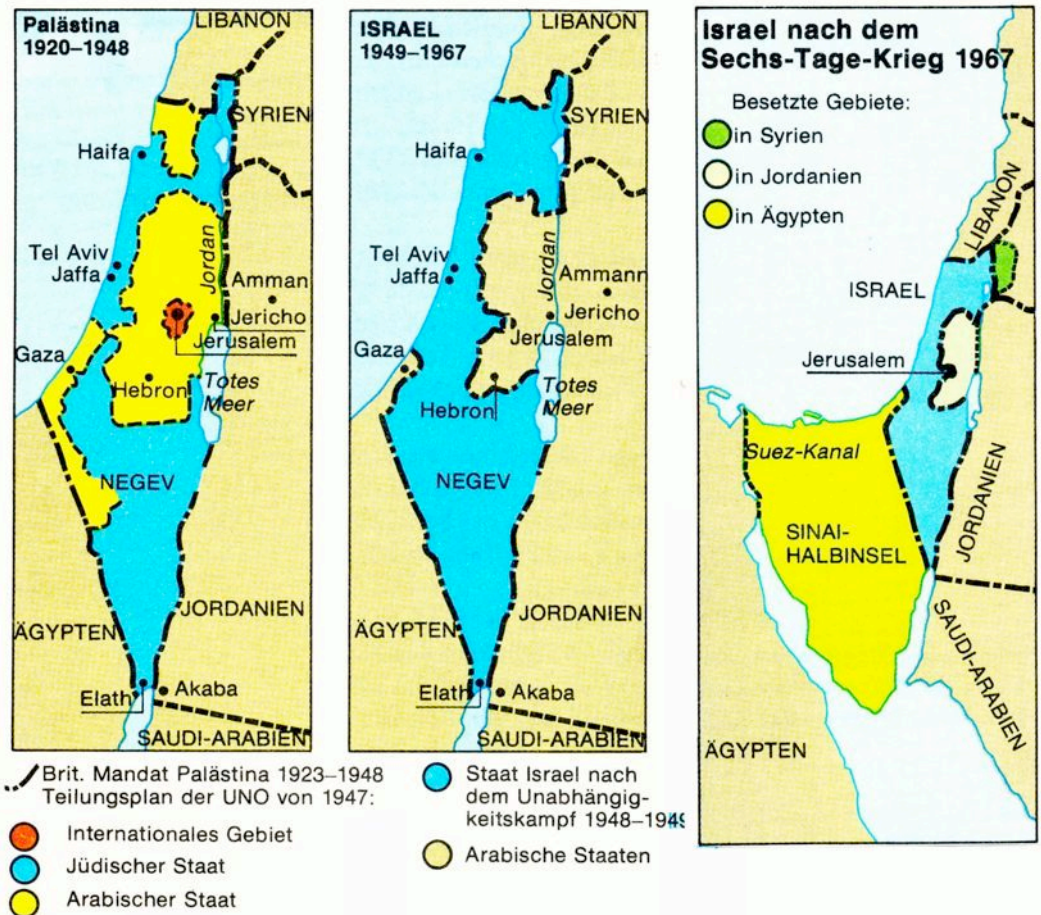 Palästina
1920–1948
LIBANON
SYRIEN
Haifa
Tel Aviv
Jaffa
Jordan
Amman
Jericho
Jerusalem
Gaza
Hebron
Totes
Meer
NEGEV
JORDANIEN
ÄGYPTEN
Elath
Akaba
SAUDI-ARABIEN
Brit. Mandat Palästina 1923–1948
Teilungsplan der UNO von 1947:
Internationales Gebiet
Jüdischer Staat
Arabischer Staat
ISRAEL
1949–1967
LIBANON
SYRIEN
Haifa
Tel Aviv
Jaffa
Jordan
Ammann
Jericho
Jerusalem
Gaza
Hebron
Totes
Meer
NEGEV
JORDANIEN
ÄGYPTEN
Elath
Akaba
SAUDI-ARABIEN
Staat Israel nach
dem Unabhängig-
keitskampf 1948–1949
Arabische Staaten
Israel nach dem
Sechs-Tage-Krieg 1967
Besetzte Gebiete:
in Syrien
in Jordanien
in Ägypten
LIBANON
ISRAEL
Jerusalem
Suez-Kanal
SINAI-
HALBINSEL
JORDANIEN
SAUDI-ARABIEN
ÄGYPTEN